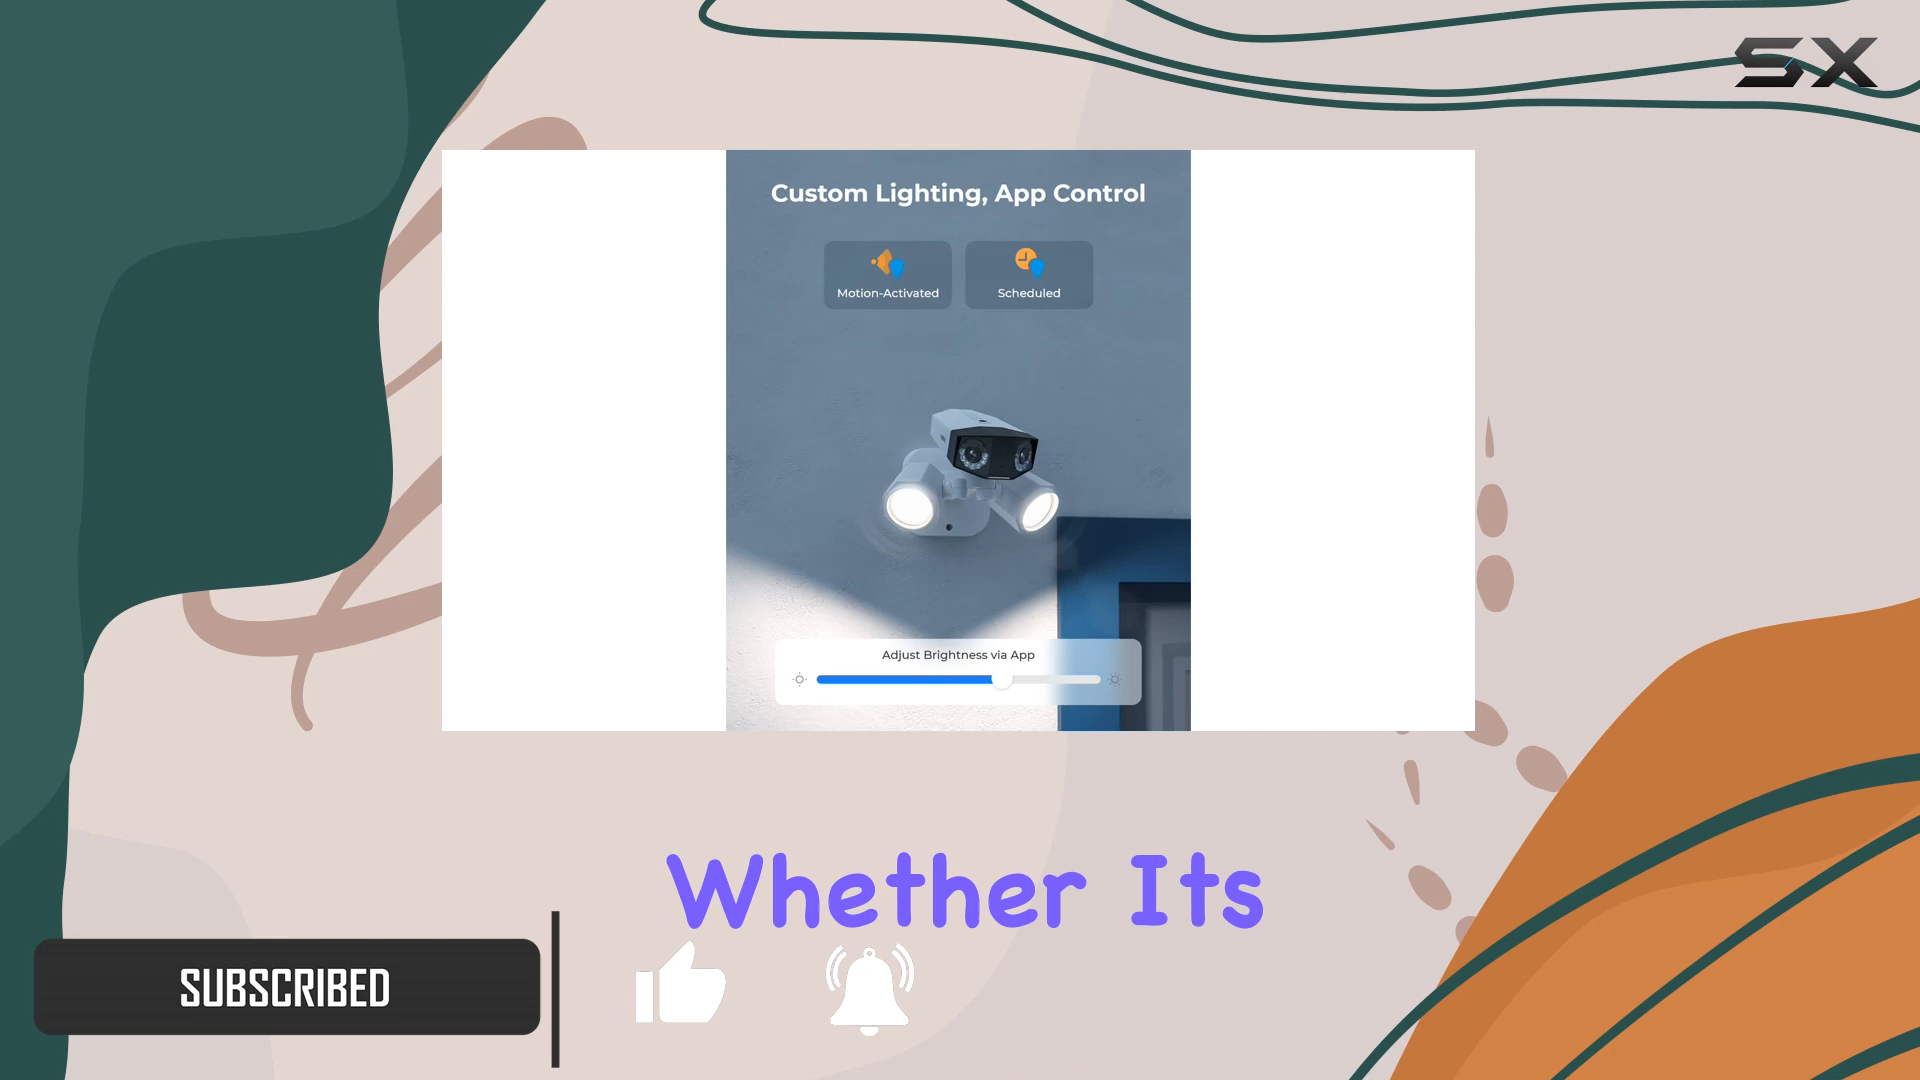 SX
Custom Lighting, App Control
Motion-Activated
Scheduled
Adjust Brightness via App
Whether Its
SUBSCRIBED